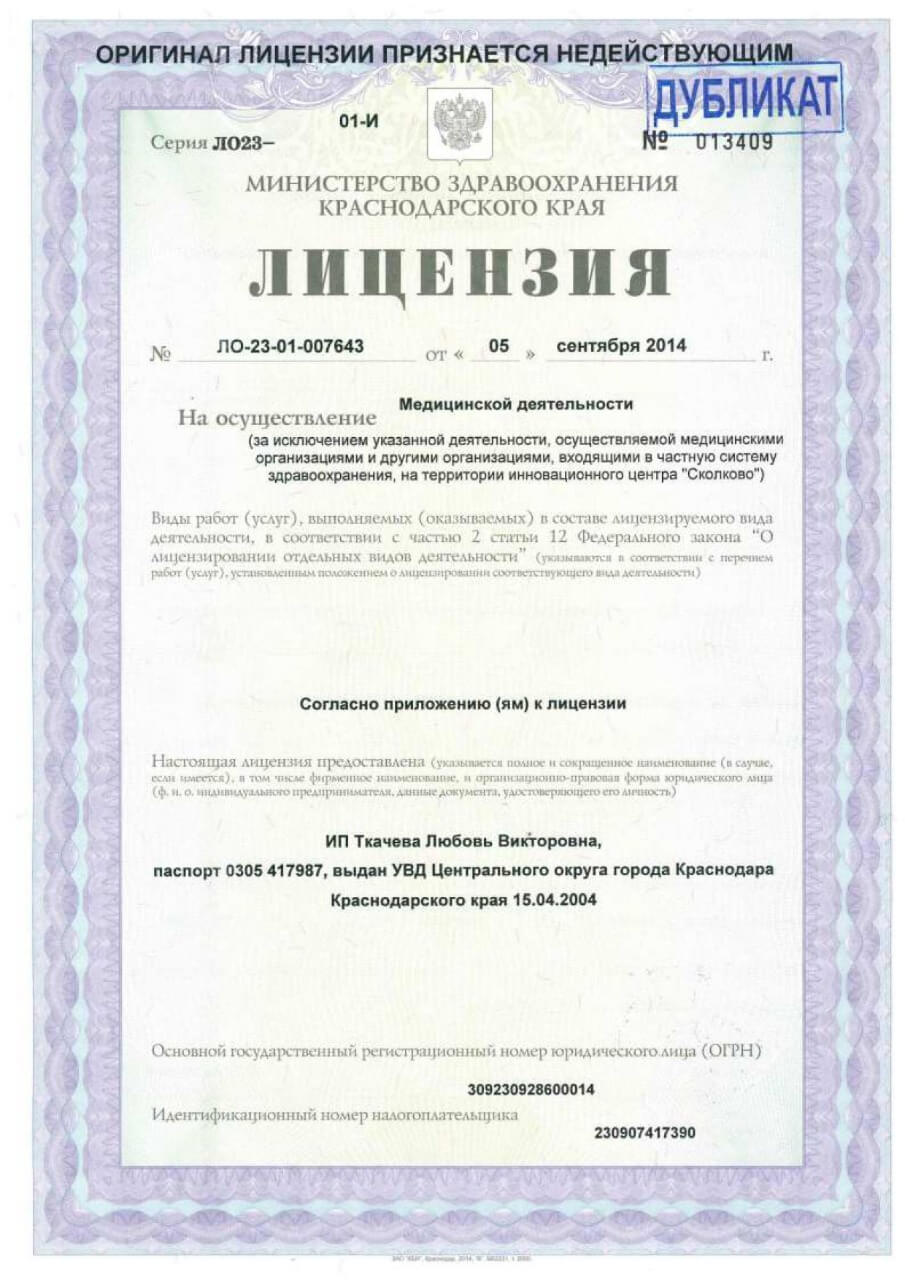 ОРИГИНАЛ ЛИЦЕНЗИИ ПРИЗНАЕТСЯ НЕДЕЙСТВУЮЩИМ
ДУБЛИКАТ
01-И
Серия ЛО23–
№ 013409
МИНИСТЕРСТВО ЗДРАВООХРАНЕНИЯ
КРАСНОДАРСКОГО КРАЯ
ЛИЦЕНЗИЯ
№ ЛО-23-01-007643 от « 05 » сентября 2014 г.
Медицинской деятельности
На осуществление
(за исключением указанной деятельности, осуществляемой медицинскими
организациями и другими организациями, входящими в частную систему
здравоохранения, на территории инновационного центра "Сколково")
Виды работ (услуг), выполняемых (оказываемых) в составе лицензируемого вида
деятельности, в соответствии с частью 2 статьи 12 Федерального закона “О
лицензировании отдельных видов деятельности” (указываются в соответствии с перечнем
работ (услуг), установленным положением о лицензировании соответствующего вида деятельности)
Согласно приложению (ям) к лицензии
Настоящая лицензия предоставлена (указывается полное и сокращенное наименование (в случае,
если имеется), в том числе фирменное наименование, и организационно-правовая форма юридического лица
(ф. и. о. индивидуального предпринимателя, данные документа, удостоверяющего его личность)
ИП Ткачева Любовь Викторовна,
паспорт 0305 417987, выдан УВД Центрального округа города Краснодара
Краснодарского края 15.04.2004
Основной государственный регистрационный номер юридического лица (ОГРН)
309230928600014
Идентификационный номер налогоплательщика
230907417390